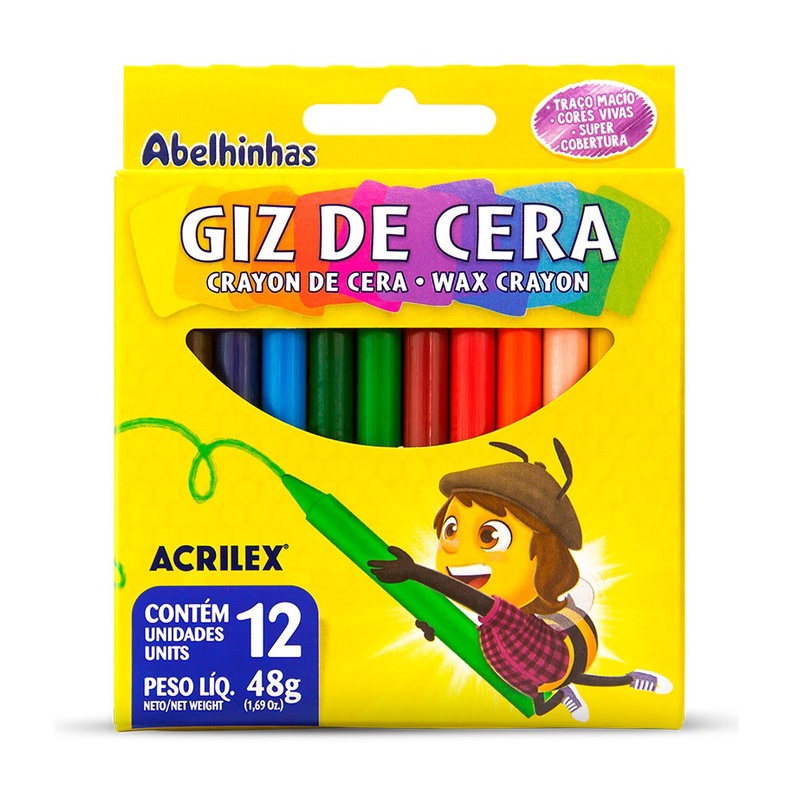 • TRAÇO MACIO
• CORES VIVAS
• SUPER
COBERTURA
Abelhinhas
GIZ DE CERA
CRAYON DE CERA • WAX CRAYON
ACRILEX®
CONTÉM 12
UNIDADES
UNITS
PESO LÍQ. 48g
NETO/NET WEIGHT (1,69 Oz.)